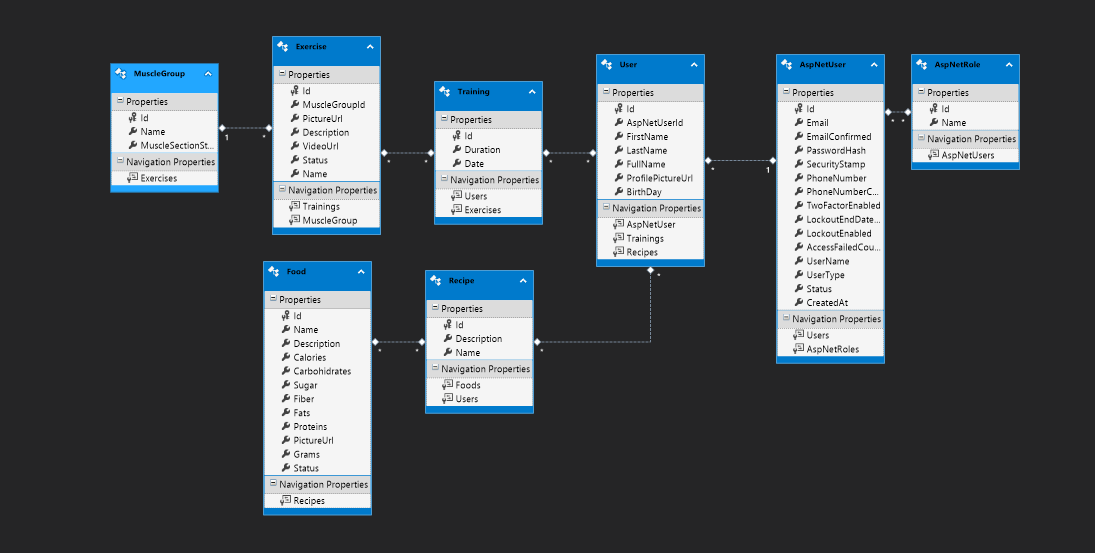 MuscleGroup
Properties
Id
Name
MuscleSectionSt...
Navigation Properties
Exercises
1
*
Exercise
Properties
Id
MuscleGroupId
PictureUrl
Description
VideoUrl
Status
Name
Navigation Properties
Trainings
MuscleGroup
*
*
Training
Properties
Id
Duration
Date
Navigation Properties
Users
Exercises
*
*
User
Properties
Id
AspNetUserId
FirstName
LastName
FullName
ProfilePictureUrl
BirthDay
Navigation Properties
AspNetUser
Trainings
Recipes
*
1
AspNetUser
Properties
Id
Email
EmailConfirmed
PasswordHash
SecurityStamp
PhoneNumber
PhoneNumberC...
TwoFactorEnabled
LockoutEndDate...
LockoutEnabled
AccessFailedCou...
UserName
UserType
Status
CreatedAt
Navigation Properties
Users
AspNetRoles
*
*
AspNetRole
Properties
Id
Name
Navigation Properties
AspNetUsers
Food
Properties
Id
Name
Description
Calories
Carbohidrates
Sugar
Fiber
Fats
Proteins
PictureUrl
Grams
Status
Navigation Properties
Recipes
*
*
Recipe
Properties
Id
Description
Name
Navigation Properties
Foods
Users
*
*